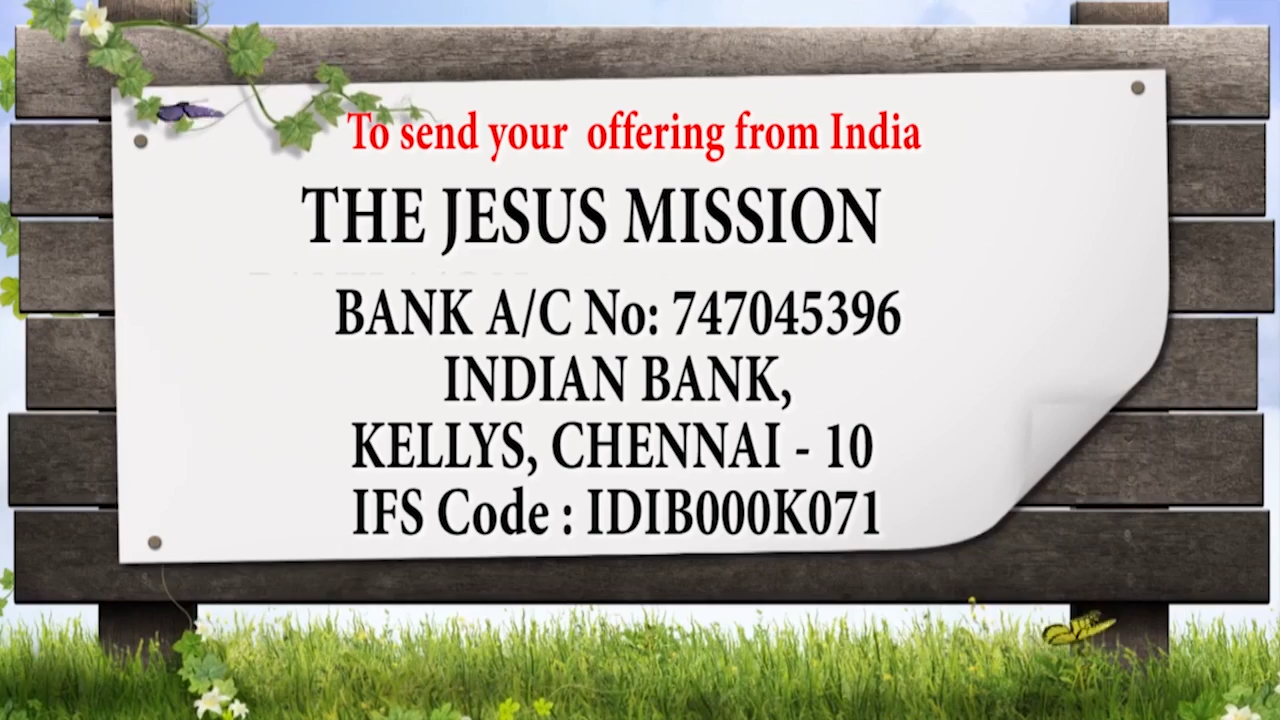 To send your offering from India
THE JESUS MISSION
BANK A/C No: 747045396
INDIAN BANK,
KELLYS, CHENNAI - 10
IFS Code : IDIB000K071